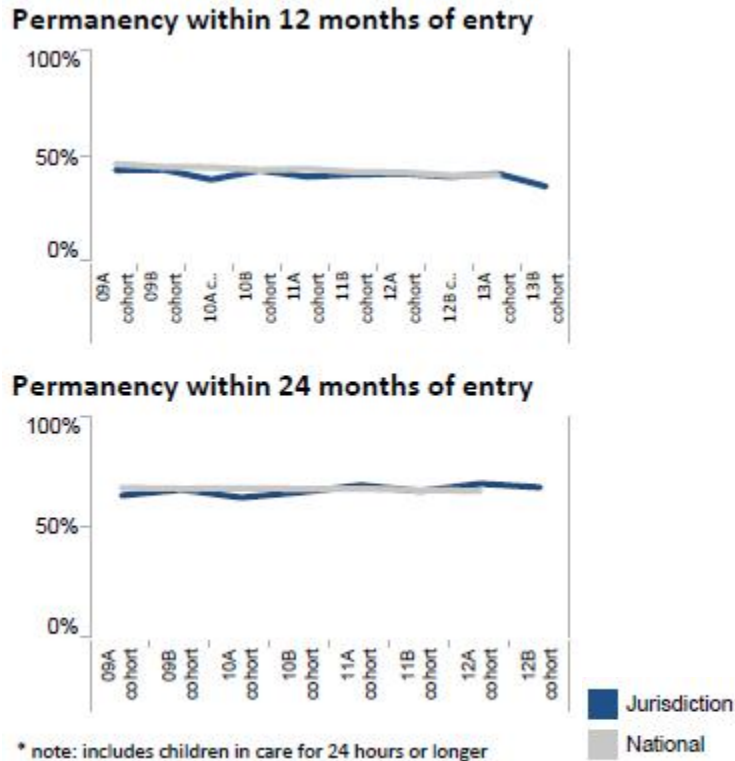 Permanency within 12 months of entry
100%
50%
0%
09A cohort
09B cohort
10A c..
10B cohort
11A cohort
11B cohort
12A cohort
12B c..
13A cohort
13B cohort
Permanency within 24 months of entry
100%
50%
0%
09A cohort
09B cohort
10A cohort
10B cohort
11A cohort
11B cohort
12A cohort
12B cohort
Jurisdiction
National
* note: includes children in care for 24 hours or longer